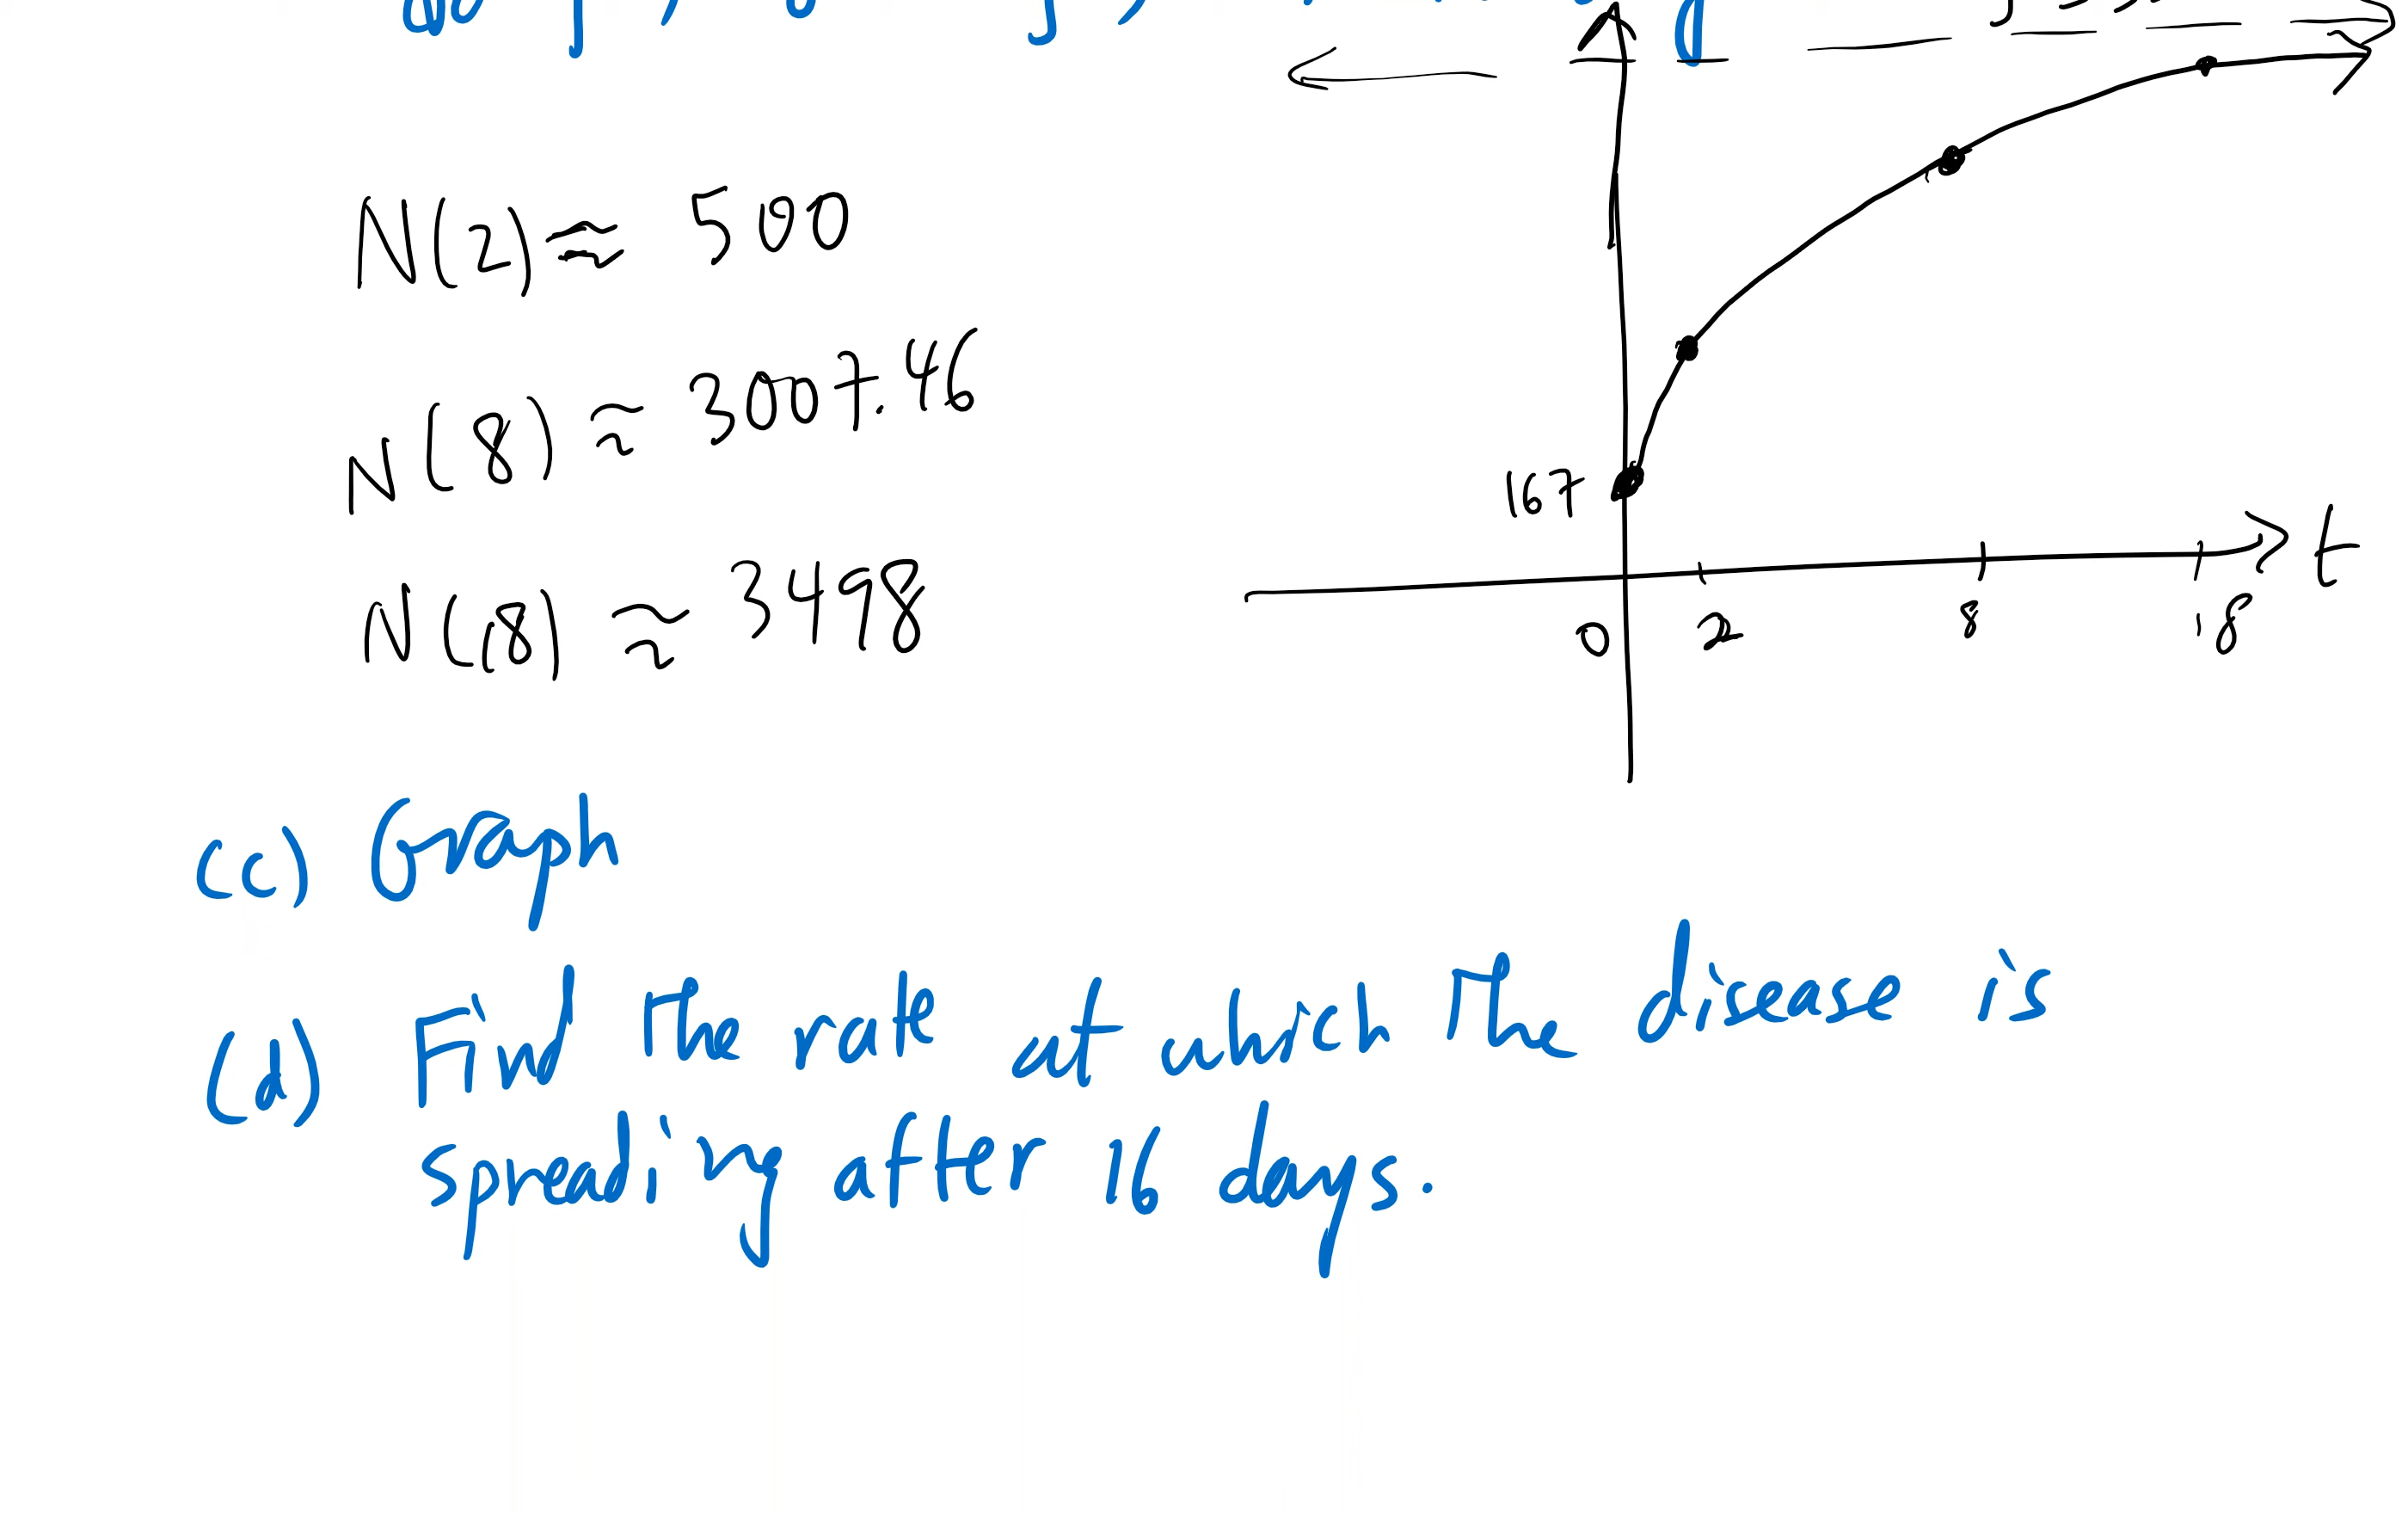 N(2) ≈ 500
N(8) ≈ 3007.46
N(18) ≈ 3498
167
t
0 2 8 18
(c) Graph
(d) Find the rate at which the disease is
spreading after 16 days.